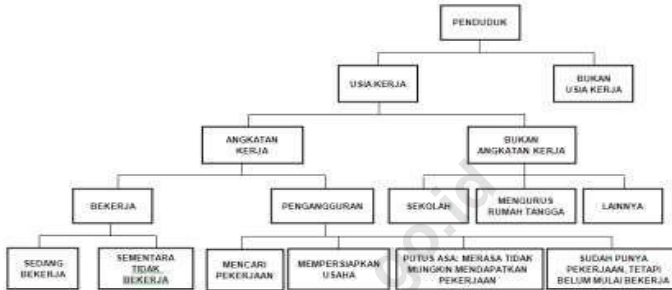 PENDUDUK
USIA KERJA
BUKAN
USIA KERJA
ANGKATAN
KERJA
BUKAN
ANGKATAN KERJA
BEKERJA
PENGANGGURAN
SEKOLAH
MENGURUS
RUMAH TANGGA
LAINNYA
SEDANG
BEKERJA
SEMENTARA
TIDAK
BEKERJA
MENCARI
PEKERJAAN
MEMPERSIAPKAN
USAHA
PUTUS ASA: MERASA TIDAK
MUNGKIN MENDAPATKAN
PEKERJAAN
SUDAH PUNYA
PEKERJAAN, TETAPI
BELUM MULAI BEKERJA
go.id